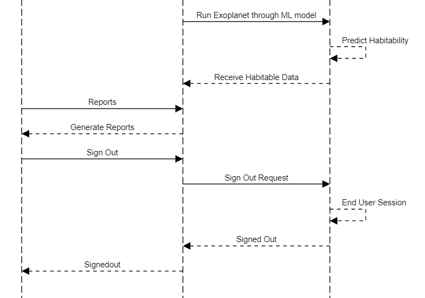 Run Exoplanet through ML model
Predict Habitability
Receive Habitable Data
Reports
Generate Reports
Sign Out
Sign Out Request
End User Session
Signed Out
Signedout